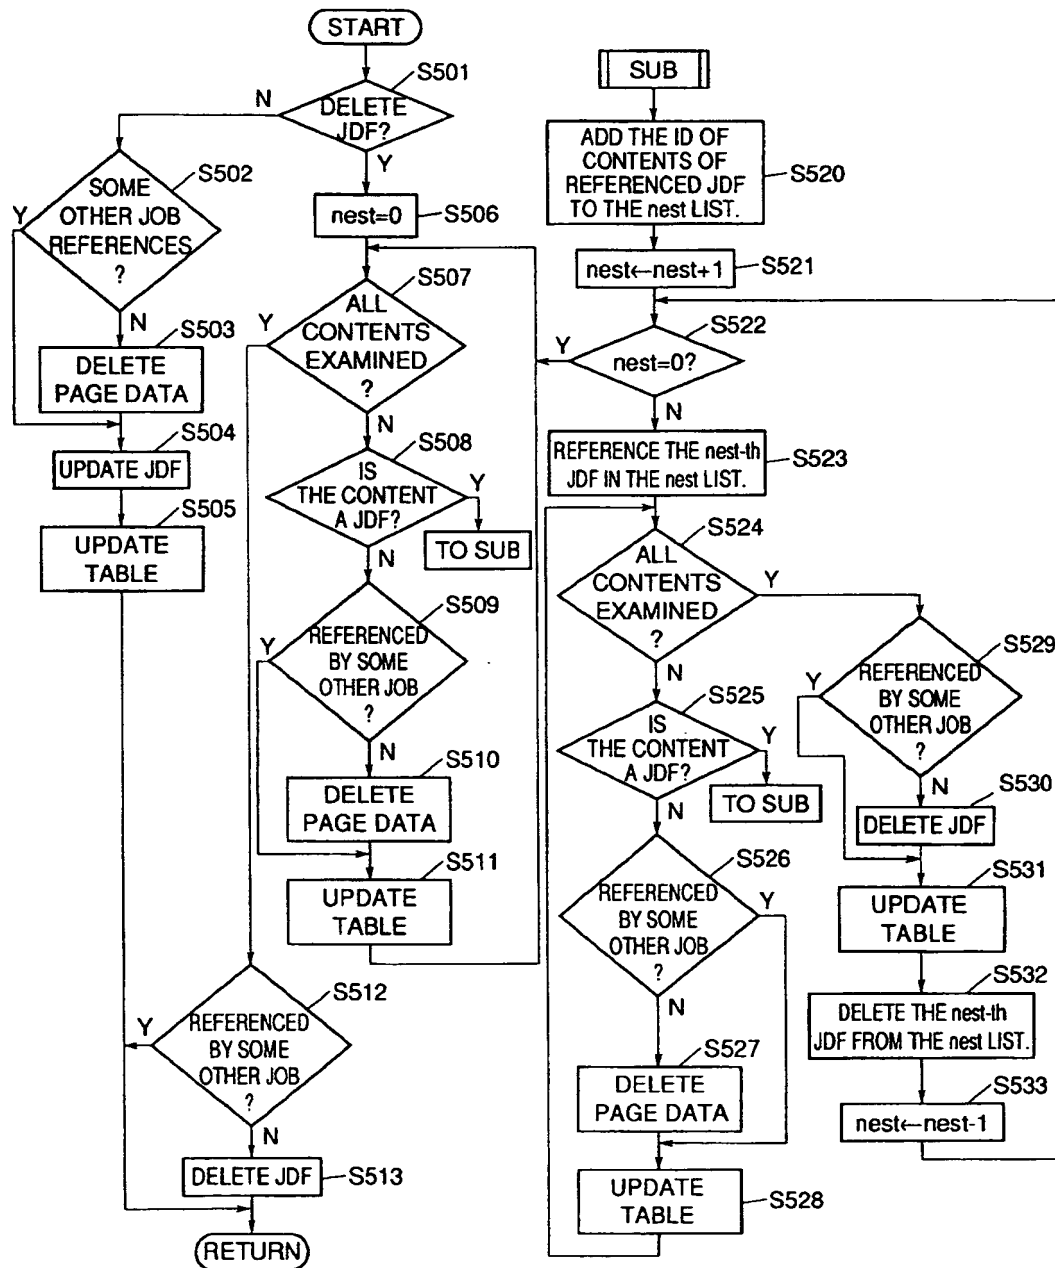 START
S501
DELETE
JDF?
N
Y
S502
SOME
OTHER JOB
REFERENCES
?
Y
N
S503
DELETE
PAGE DATA
S504
UPDATE JDF
S505
UPDATE
TABLE
nest=0
S506
S507
ALL
CONTENTS
EXAMINED
?
Y
N
S508
IS
THE CONTENT
A JDF?
Y
TO SUB
N
S509
REFERENCED
BY SOME
OTHER JOB
?
Y
N
S510
DELETE
PAGE DATA
S511
UPDATE
TABLE
S512
REFERENCED
BY SOME
OTHER JOB
?
Y
N
DELETE JDF
S513
RETURN
SUB
ADD THE ID OF
CONTENTS OF
REFERENCED JDF
TO THE nest LIST.
S520
nest←nest+1
S521
S522
nest=0?
Y
N
REFERENCE THE nest-th
JDF IN THE nest LIST.
S523
S524
ALL
CONTENTS
EXAMINED
?
Y
N
S525
IS
THE CONTENT
A JDF?
Y
TO SUB
N
S526
REFERENCED
BY SOME
OTHER JOB
?
Y
N
S527
DELETE
PAGE DATA
UPDATE
TABLE
S528
S529
REFERENCED
BY SOME
OTHER JOB
?
Y
N
S530
DELETE JDF
S531
UPDATE
TABLE
S532
DELETE THE nest-th
JDF FROM THE nest LIST.
S533
nest←nest-1